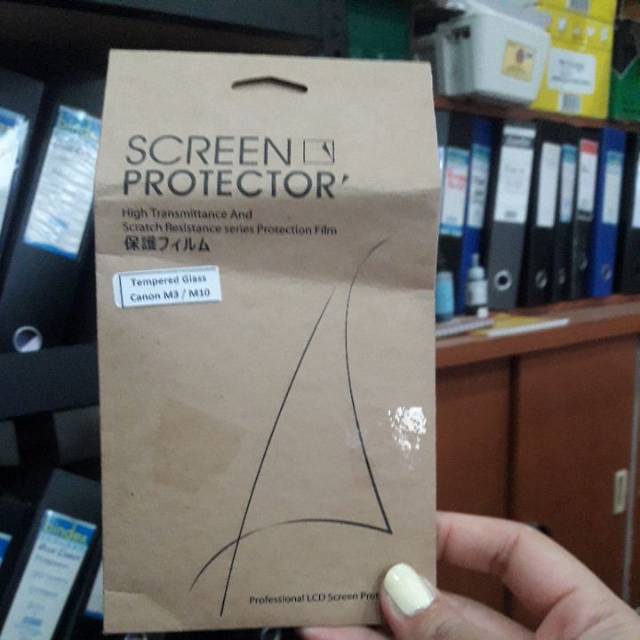 SCREEN
PROTECTOR
High Transmittance And
Scratch Resistance series Protection Film
保護フィルム
Tempered Glass
Canon M3 / M10
Professional LCD Screen